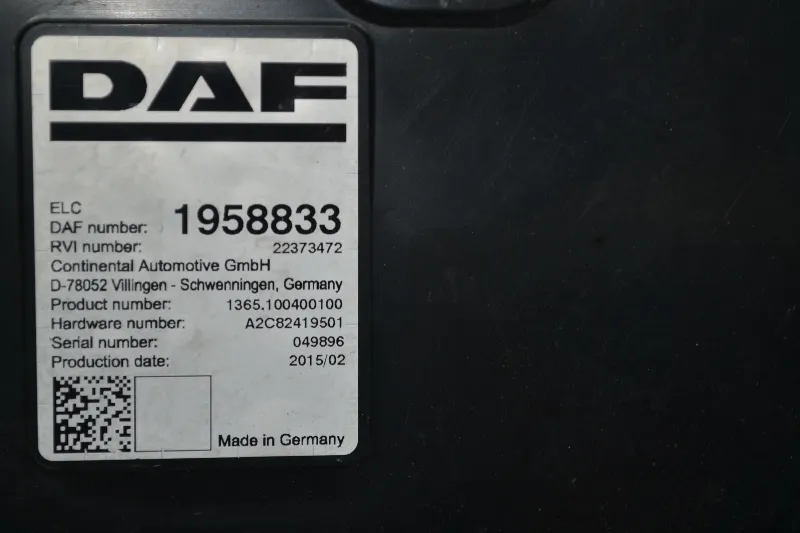 DAF
ELC
DAF number: 1958833
RVI number: 22373472
Continental Automotive GmbH
D-78052 Villingen - Schwenningen, Germany
Product number: 1365.100400100
Hardware number: A2C82419501
Serial number: 049896
Production date: 2015/02
Made in Germany